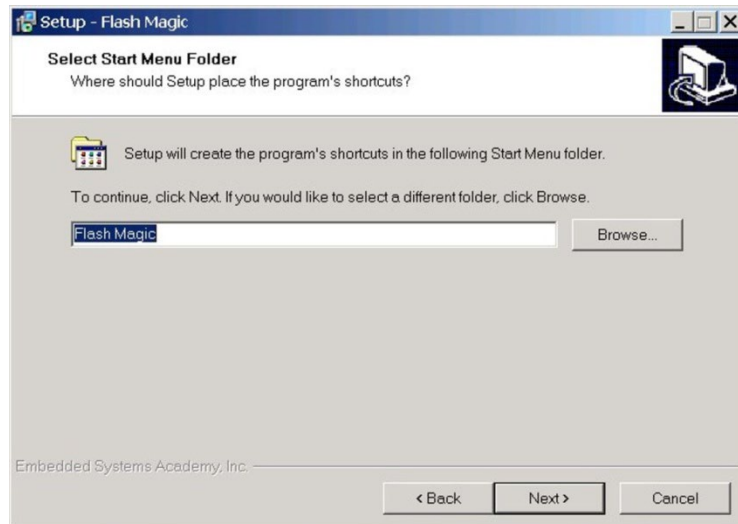 Setup - Flash Magic
Select Start Menu Folder
Where should Setup place the program's shortcuts?
Setup will create the program's shortcuts in the following Start Menu folder.
To continue, click Next. If you would like to select a different folder, click Browse.
Flash Magic
Browse...
Embedded Systems Academy, Inc.
< Back
Next >
Cancel